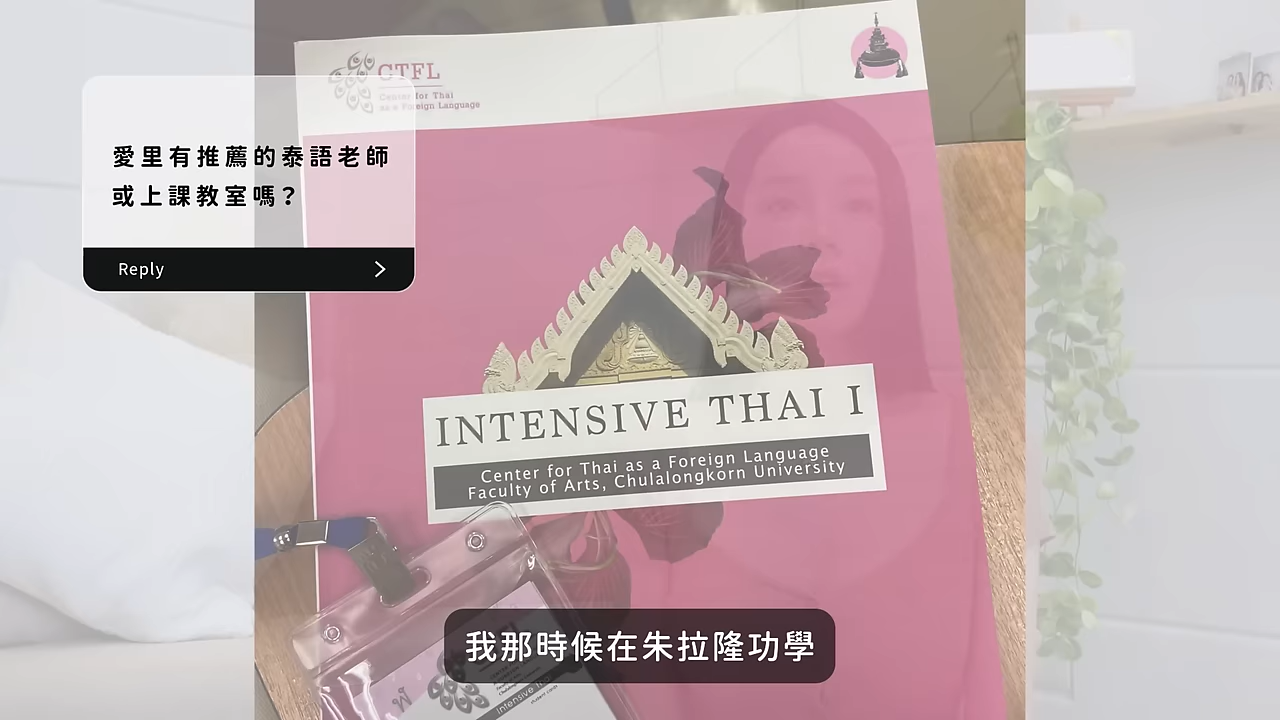 CTFL
Center for Thai
as a Foreign Language
愛里有推薦的泰語老師
或上課教室嗎？
Reply
INTENSIVE THAI I
Center for Thai as a Foreign Language
Faculty of Arts, Chulalongkorn University
我那時候在朱拉隆功學